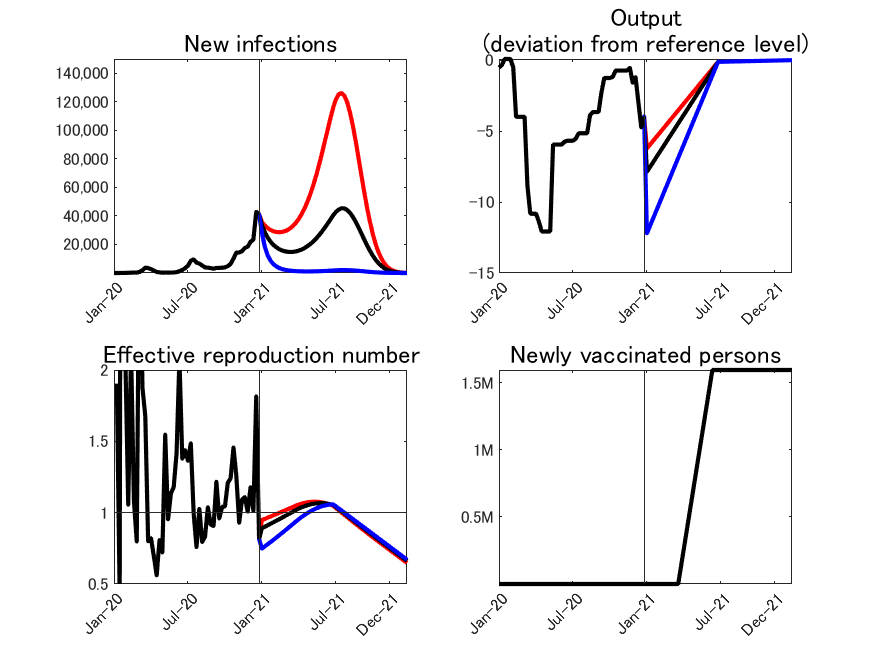 New infections
140,000
120,000
100,000
80,000
60,000
40,000
20,000
Jan-20
Jul-20
Jan-21
Jul-21
Dec-21
Output
(deviation from reference level)
0
-5
-10
-15
Jan-20
Jul-20
Jan-21
Jul-21
Dec-21
Effective reproduction number
2
1.5
1
0.5
Jan-20
Jul-20
Jan-21
Jul-21
Dec-21
Newly vaccinated persons
1.5M
1M
0.5M
Jan-20
Jul-20
Jan-21
Jul-21
Dec-21